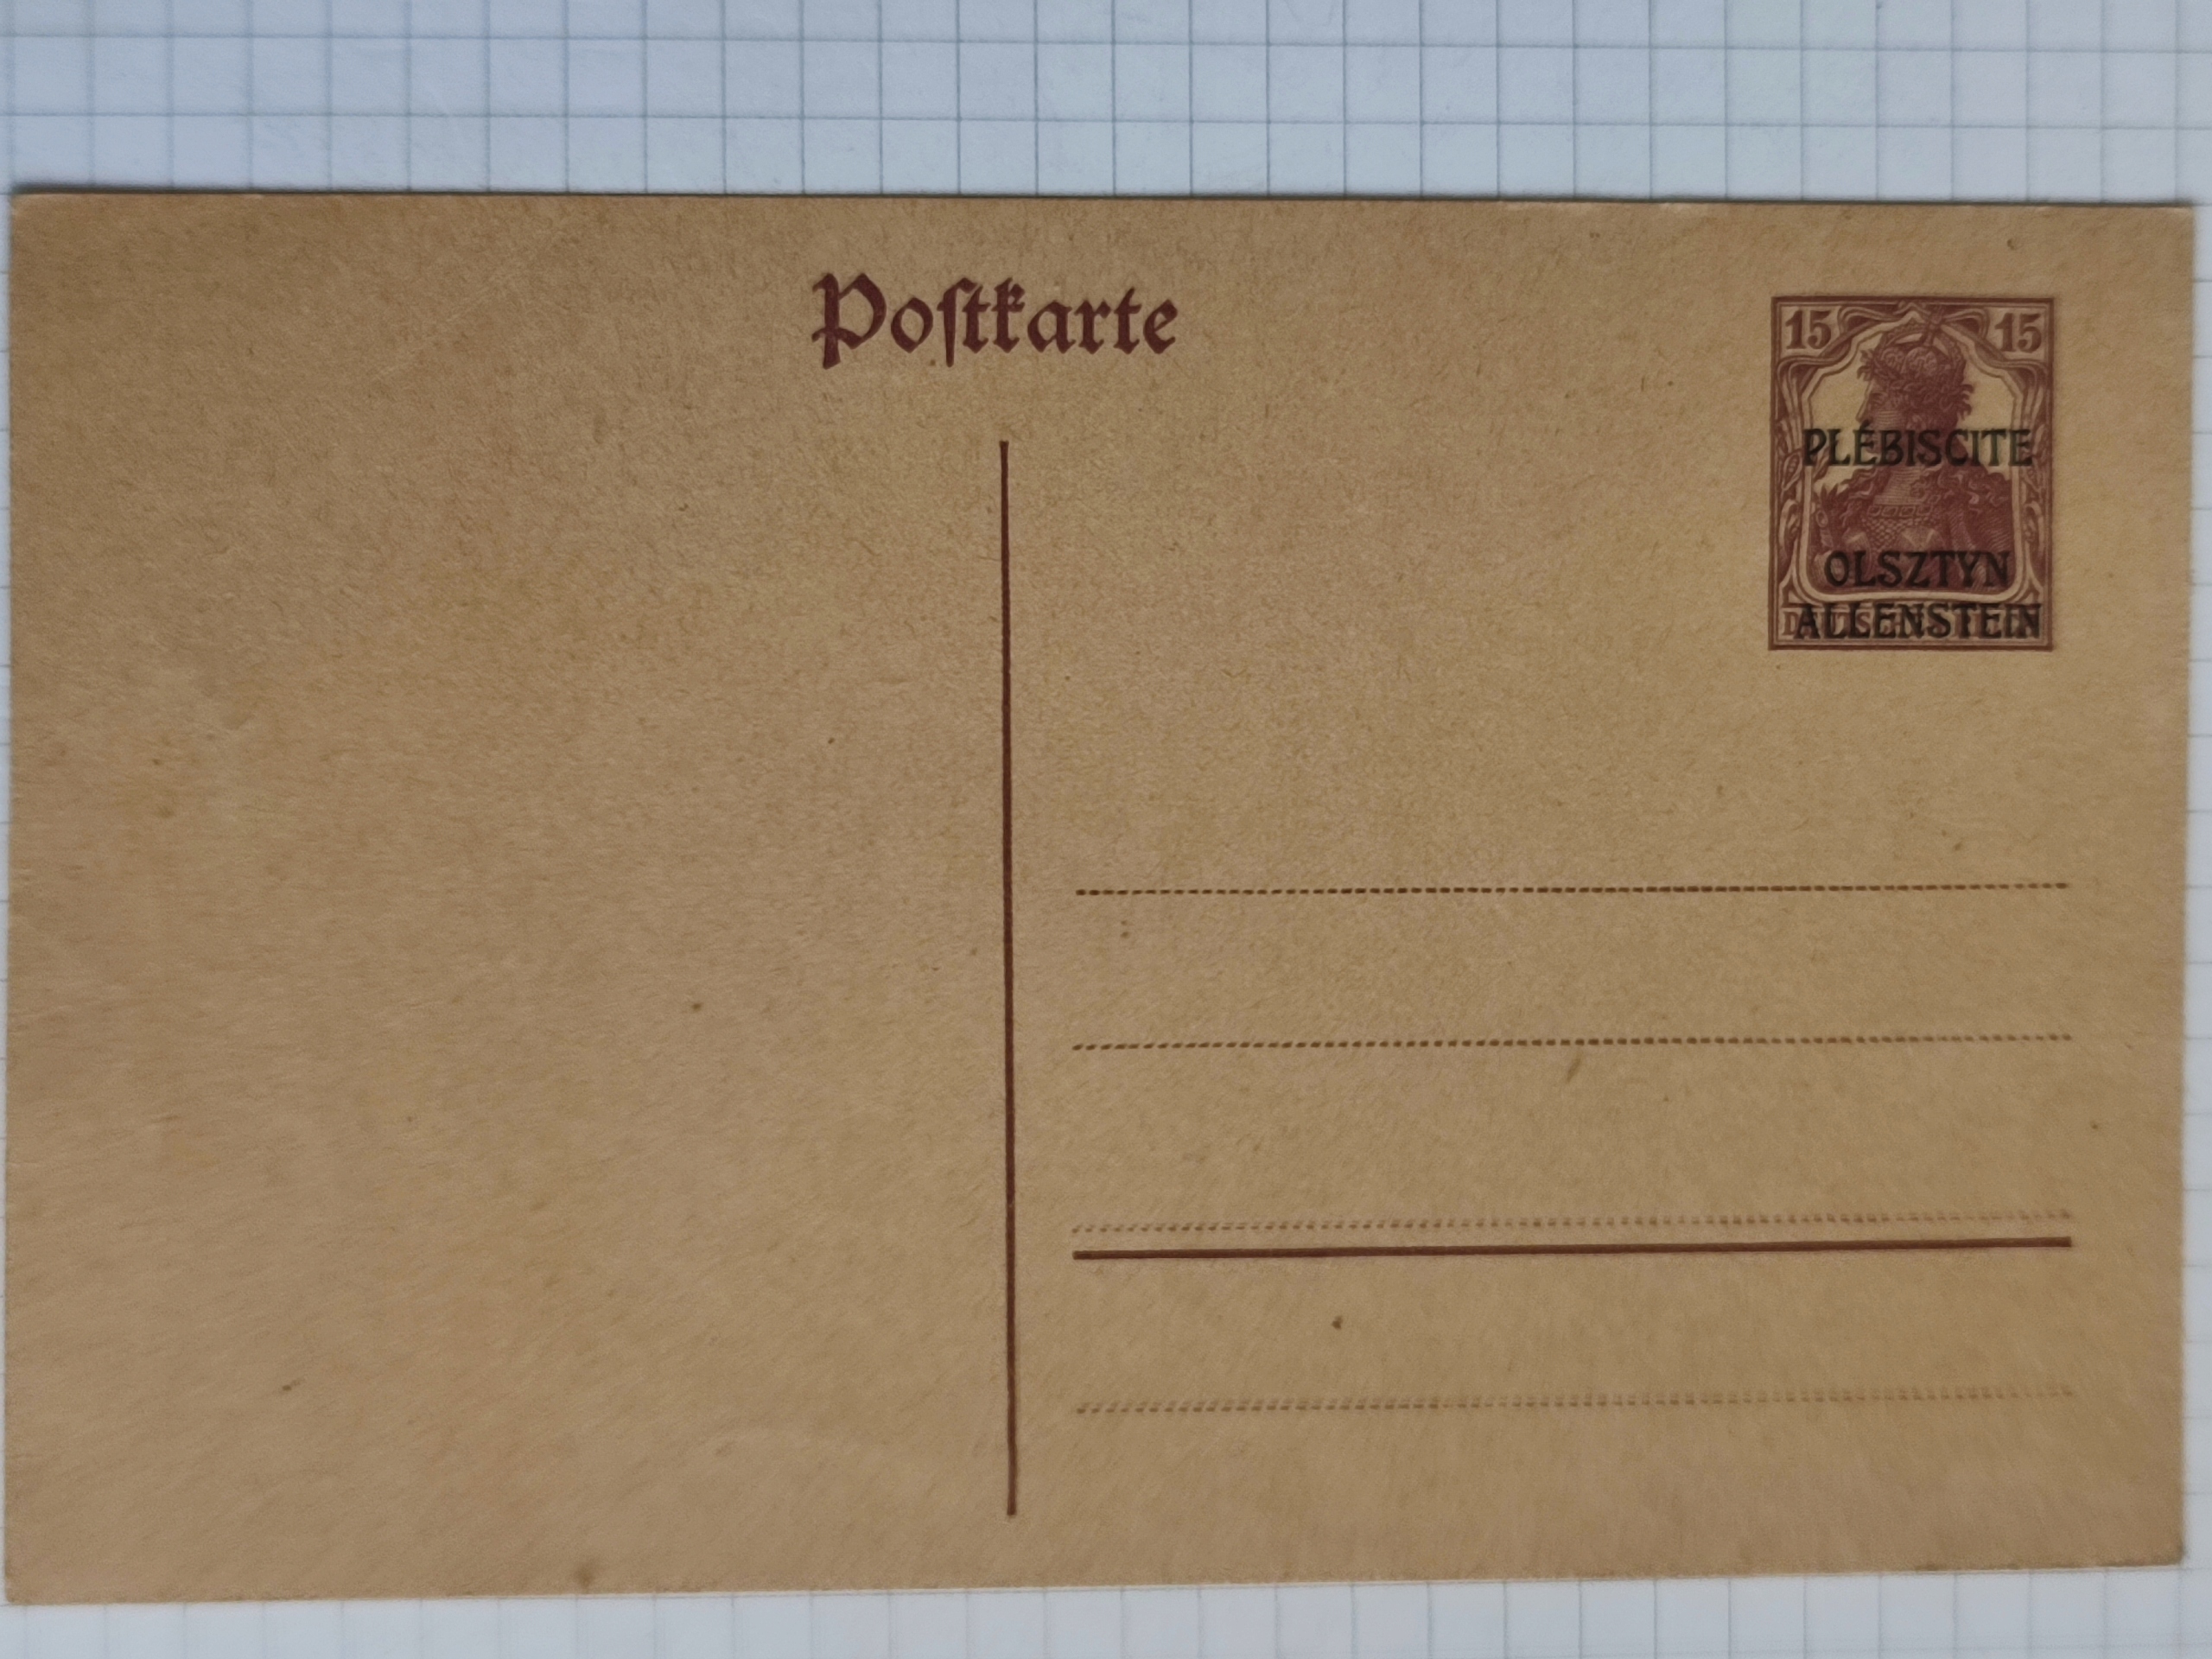 Poſtkarte
15 15
PLÉBISCITE
OLSZTYN
ALLENSTEIN